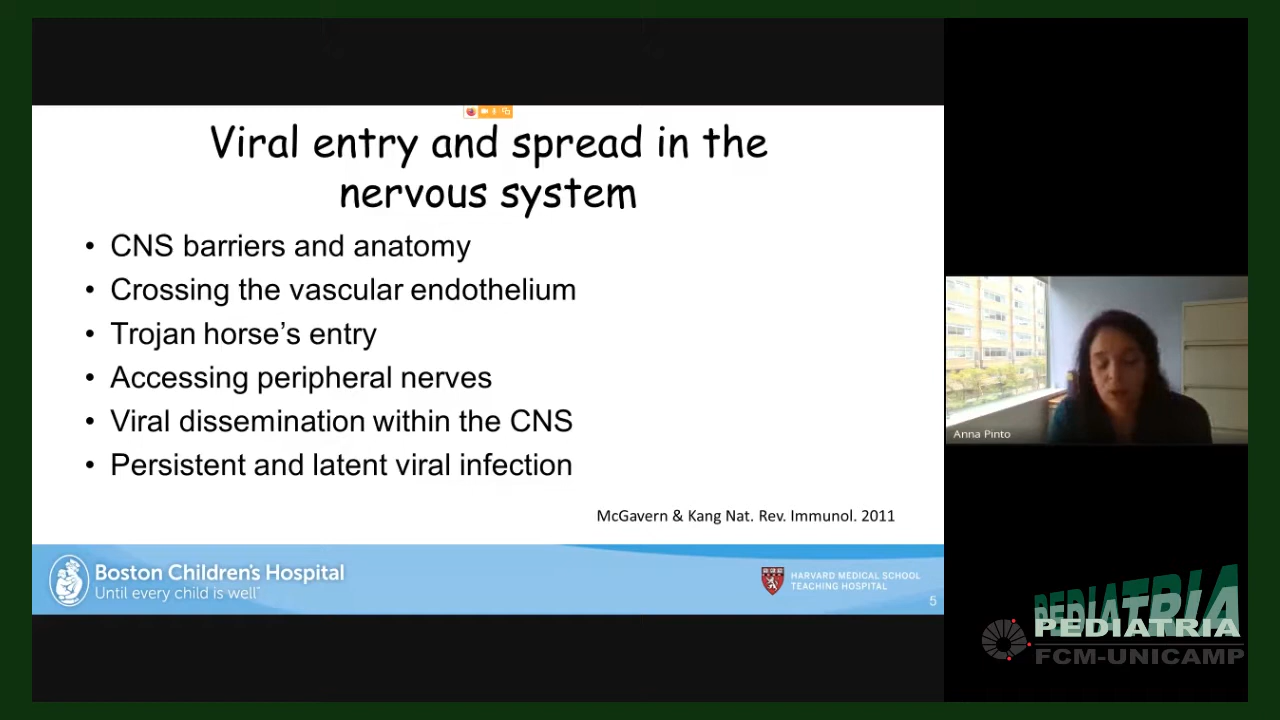 Viral entry and spread in the
nervous system
• CNS barriers and anatomy
• Crossing the vascular endothelium
• Trojan horse’s entry
• Accessing peripheral nerves
• Viral dissemination within the CNS
• Persistent and latent viral infection
McGavern & Kang Nat. Rev. Immunol. 2011
Boston Children's Hospital
Until every child is well™
HARVARD MEDICAL SCHOOL
TEACHING HOSPITAL
5
Anna Pinto
PEDIATRIA
PEDIATRIA
FCM-UNICAMP